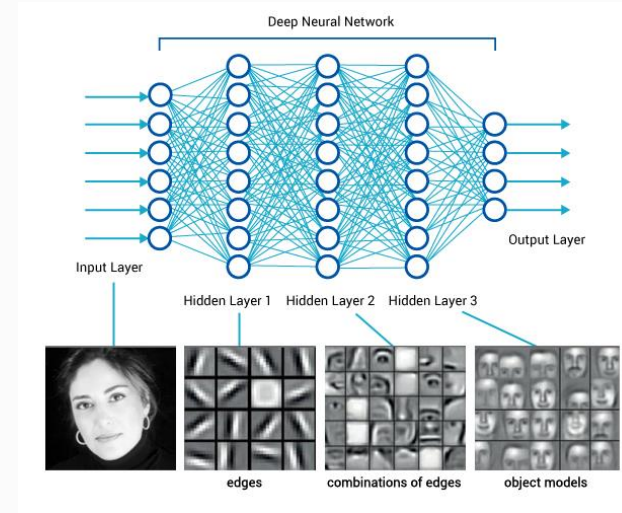 Deep Neural Network
Input Layer
Output Layer
Hidden Layer 1
Hidden Layer 2
Hidden Layer 3
edges
combinations of edges
object models